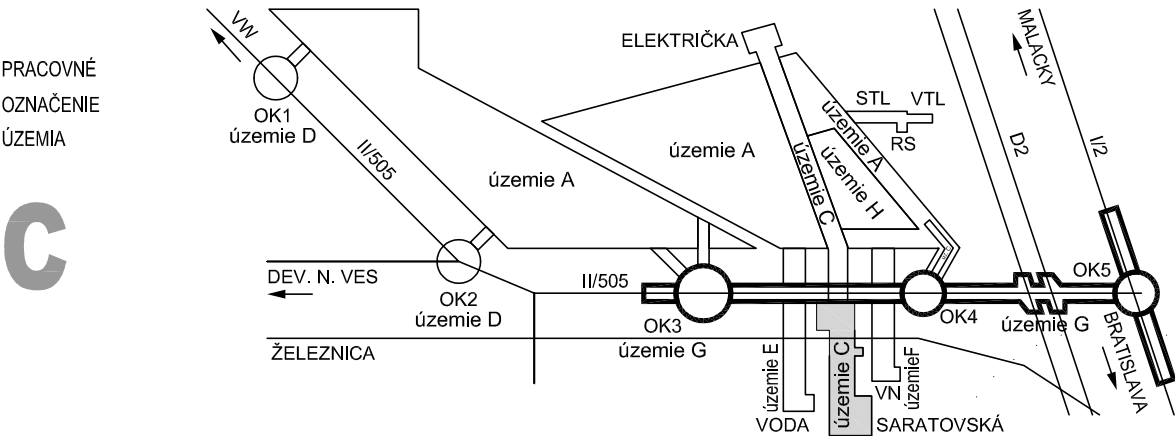 PRACOVNÉ
OZNAČENIE
ÚZEMIA
C
VW
OK1
územie D
II/505
územie A
DEV. N. VES
OK2
územie D
ŽELEZNICA
ELEKTRIČKA
územie A
územie C
územie A
územie H
STL VTL
RS
D2
MALACKY
I/2
II/505
OK3
územie G
OK4
územie G
OK5
BRATISLAVA
územie E
VODA
územie C
SARATOVSKÁ
VN
územieF